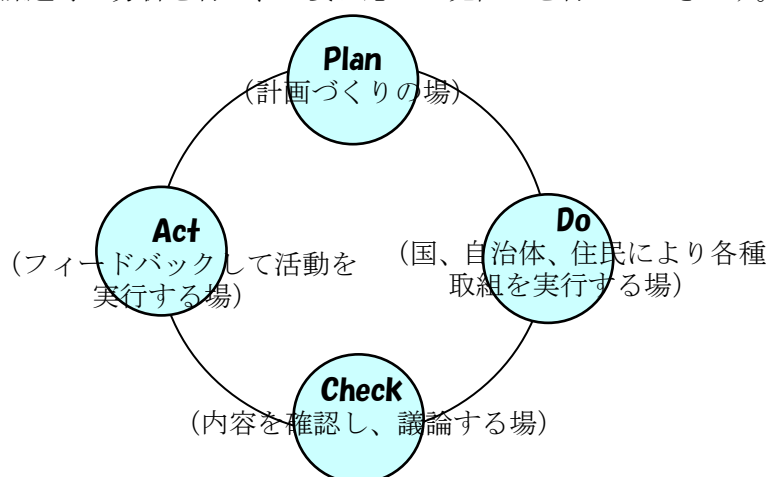 Plan
（計画づくりの場）
Act
（フィードバックして活動を
実行する場）
Do
（国、自治体、住民により各種
取組を実行する場）
Check
（内容を確認し、議論する場）